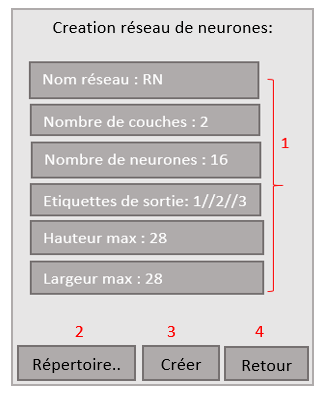 Creation réseau de neurones:
Nom réseau : RN
Nombre de couches : 2
1
Nombre de neurones : 16
Etiquettes de sortie: 1//2//3
Hauteur max : 28
Largeur max : 28
2 3 4
Répertoire.. Créer Retour